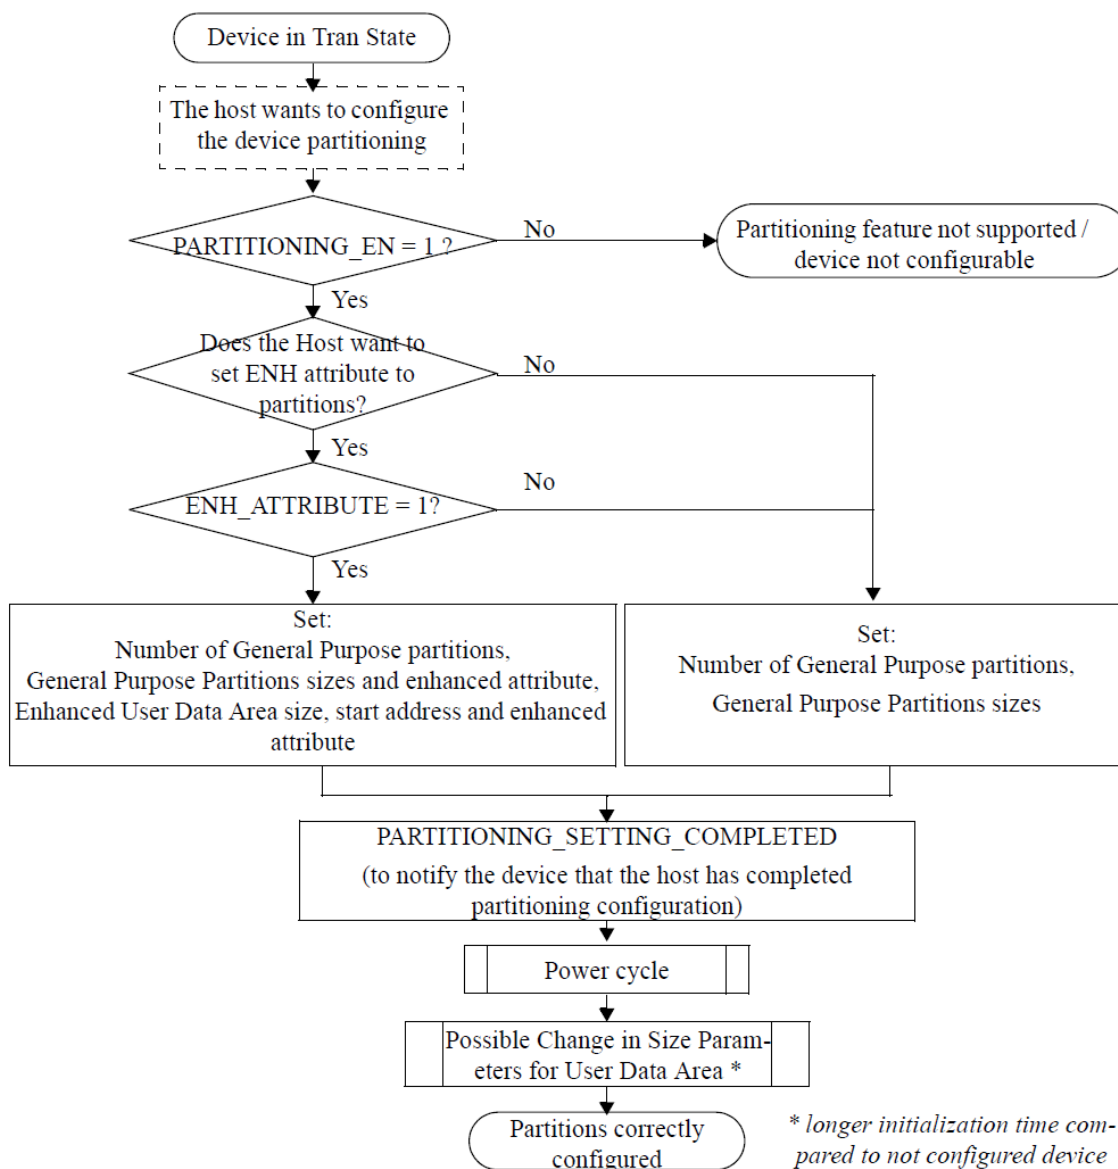 Device in Tran State
The host wants to configure
the device partitioning
PARTITIONING_EN = 1 ?
No
Partitioning feature not supported /
device not configurable
Yes
Does the Host want to
set ENH attribute to
partitions?
No
Yes
ENH_ATTRIBUTE = 1?
No
Yes
Set:
Number of General Purpose partitions,
General Purpose Partitions sizes and enhanced attribute,
Enhanced User Data Area size, start address and enhanced
attribute
Set:
Number of General Purpose partitions,
General Purpose Partitions sizes
PARTITIONING_SETTING_COMPLETED
(to notify the device that the host has completed
partitioning configuration)
Power cycle
Possible Change in Size Param-
eters for User Data Area *
Partitions correctly
configured
* longer initialization time com-
pared to not configured device